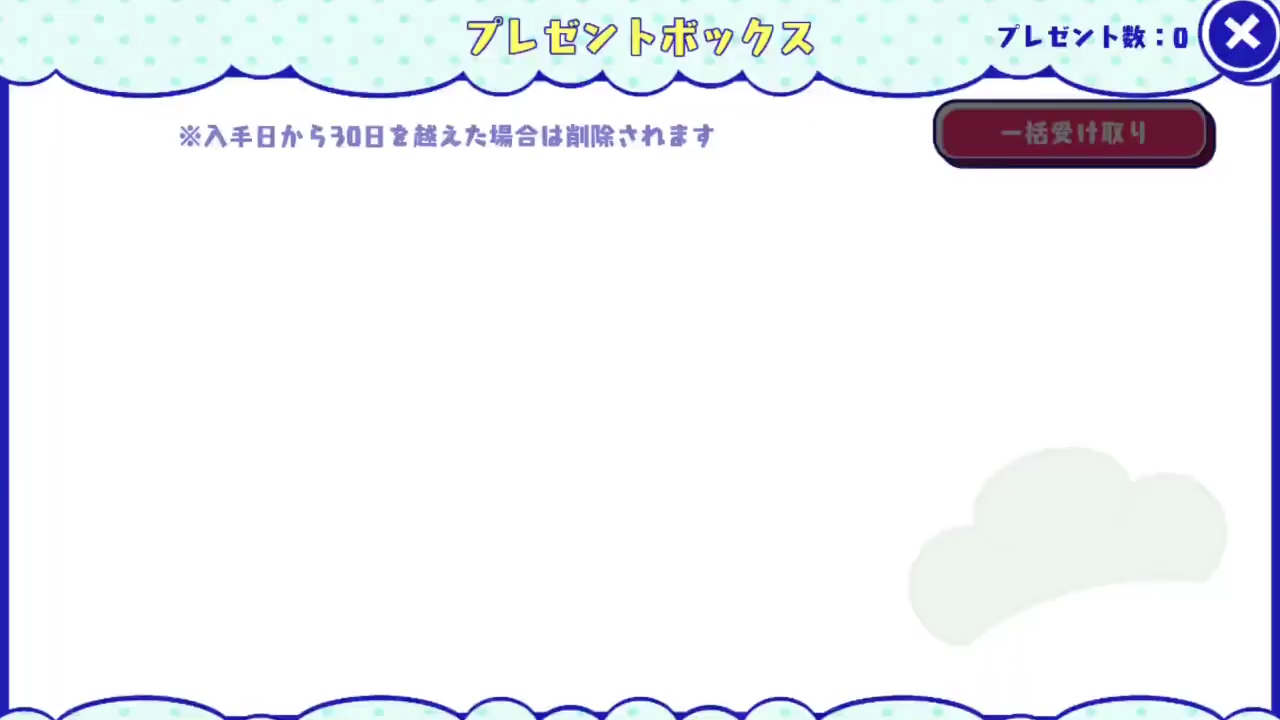 プレゼントボックス
プレゼント数：0
※入手日から30日を越えた場合は削除されます
一括受け取り